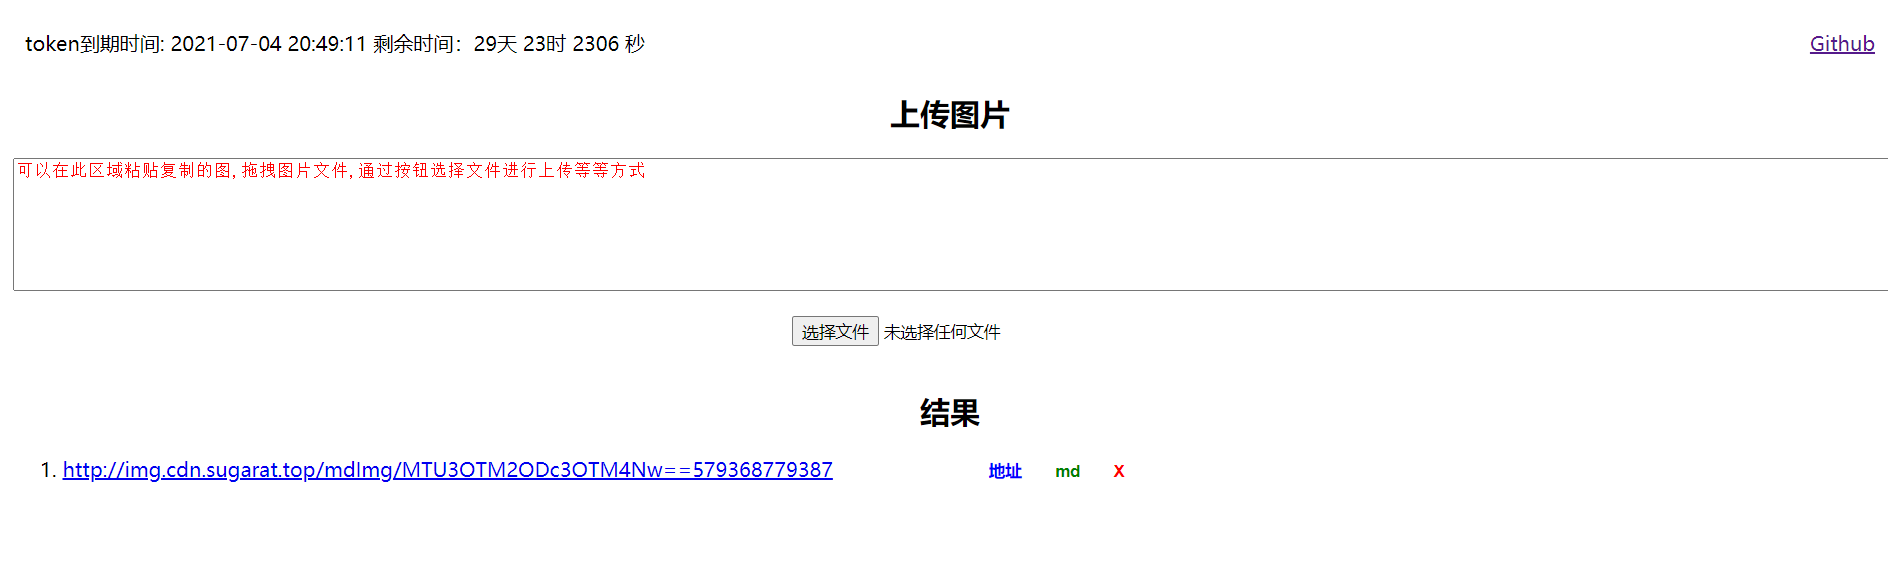 token到期时间: 2021-07-04 20:49:11 剩余时间：29天 23时 2306 秒
Github
上传图片
可以在此区域粘贴复制的图,拖拽图片文件,通过按钮选择文件进行上传等等方式
选择文件 未选择任何文件
结果
1. http://img.cdn.sugarat.top/mdImg/MTU3OTM2ODc3OTM4Nw==579368779387 地址 md X